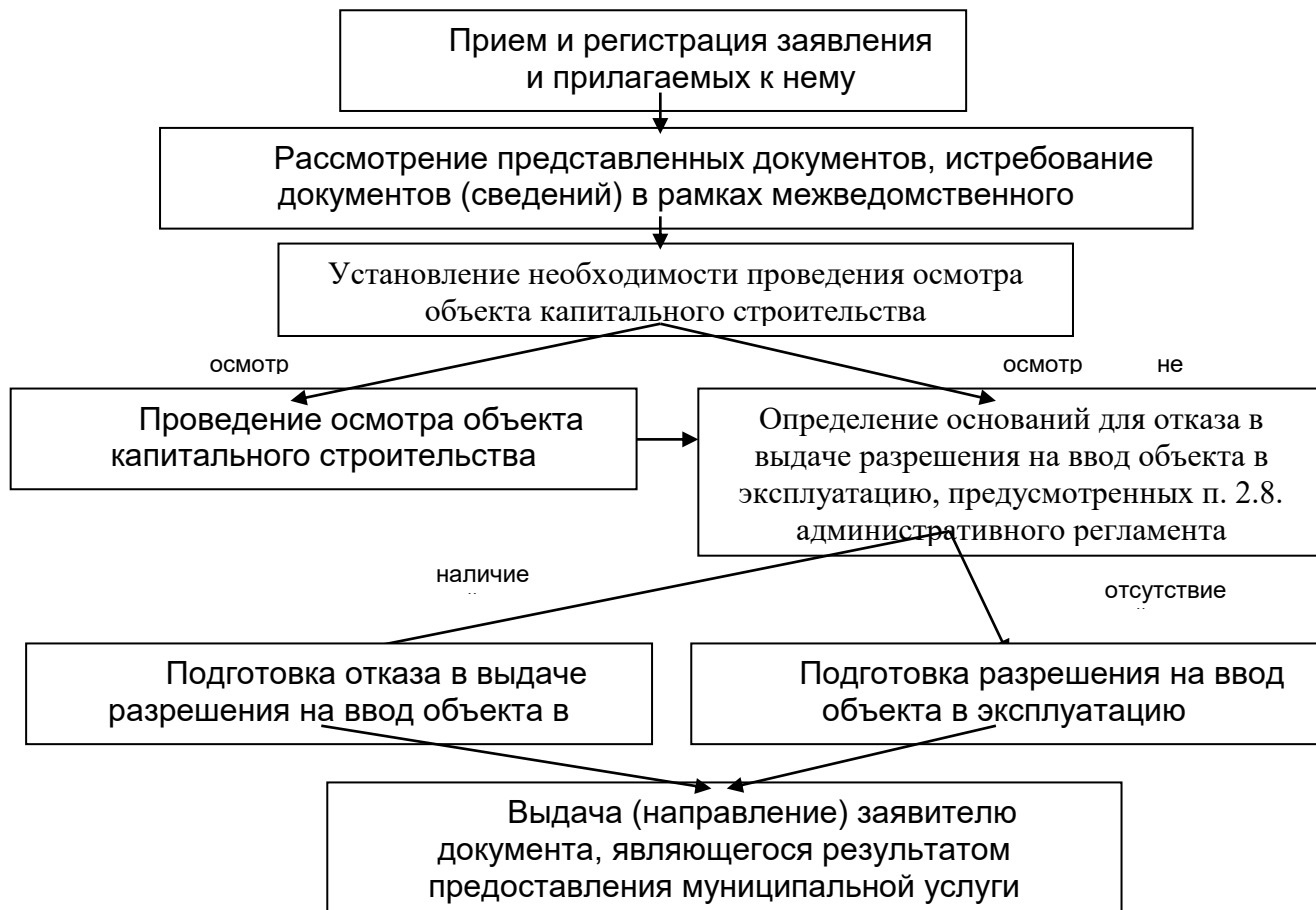 Прием и регистрация заявления
и прилагаемых к нему
Рассмотрение представленных документов, истребование
документов (сведений) в рамках межведомственного
Установление необходимости проведения осмотра
объекта капитального строительства
осмотр
осмотр не
Проведение осмотра объекта
капитального строительства
Определение оснований для отказа в
выдаче разрешения на ввод объекта в
эксплуатацию, предусмотренных п. 2.8.
административного регламента
наличие
отсутствие
Подготовка отказа в выдаче
разрешения на ввод объекта в
Подготовка разрешения на ввод
объекта в эксплуатацию
Выдача (направление) заявителю
документа, являющегося результатом
предоставления муниципальной услуги